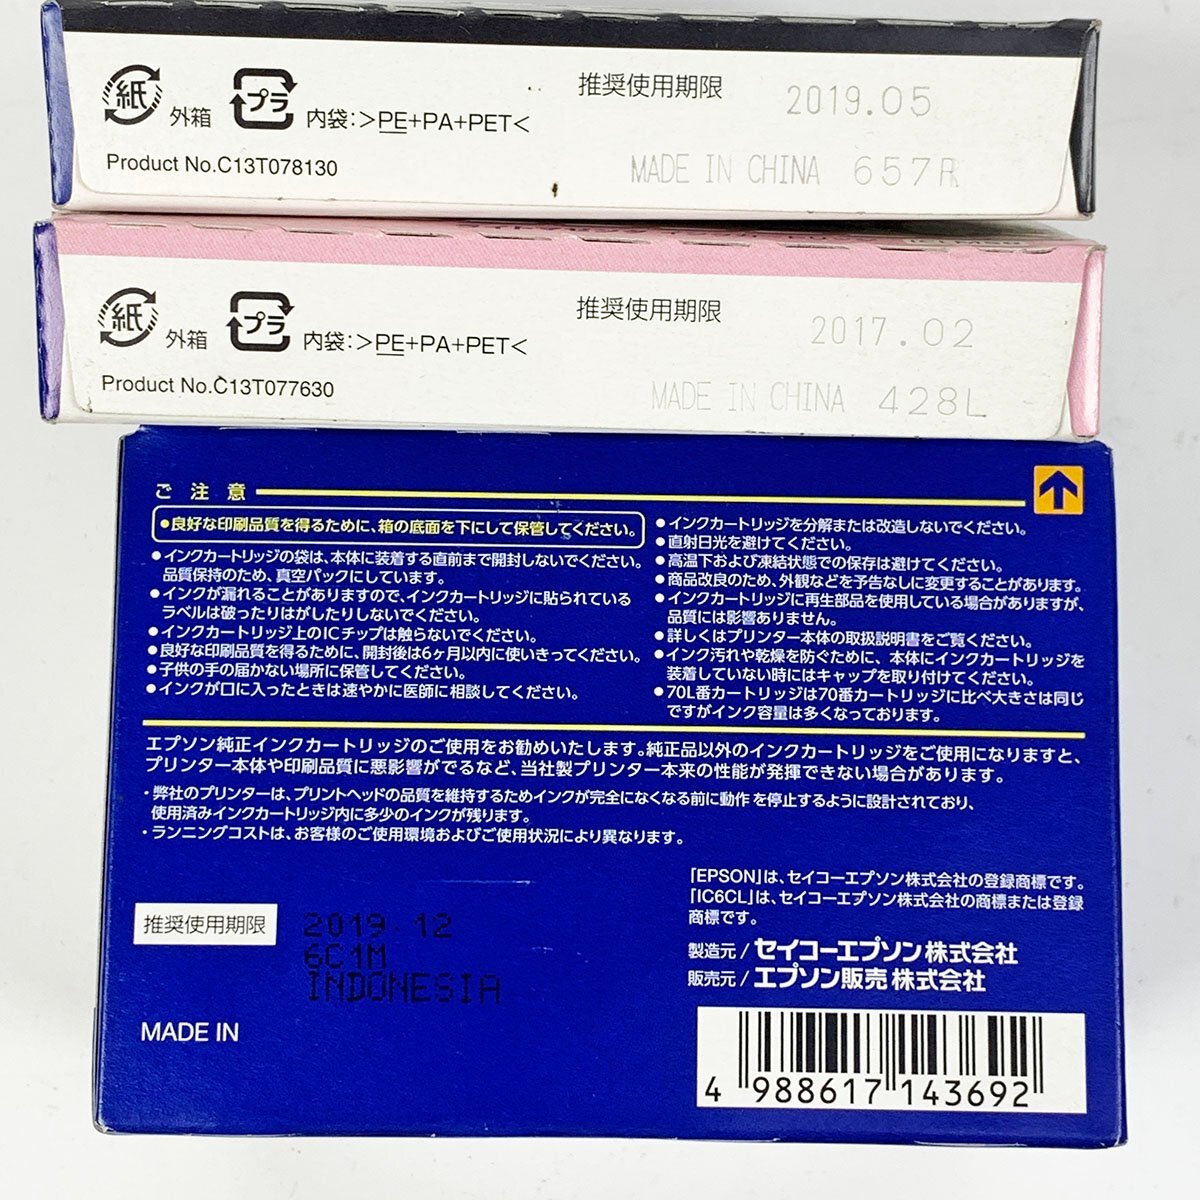 紙
外箱
プラ
内袋:>PE+PA+PET<
推奨使用期限
2019.05
Product No.C13T078130
MADE IN CHINA 657R
紙
外箱
プラ
内袋:>PE+PA+PET<
推奨使用期限
2017.02
Product No.C13T077630
MADE IN CHINA 428L
ご注意
●良好な印刷品質を得るために、箱の底面を下にして保管してください。
●インクカートリッジの袋は、本体に装着する直前まで開封しないでください。
品質保持のため、真空パックにしています。
●インクが漏れることがありますので、インクカートリッジに貼られている
ラベルは破ったりはがしたりしないでください。
●インクカートリッジ上のICチップは触らないでください。
●良好な印刷品質を得るために、開封後は6ヶ月以内に使いきってください。
●子供の手の届かない場所に保管してください。
●インクが口に入ったときは速やかに医師に相談してください。
●インクカートリッジを分解または改造しないでください。
●直射日光を避けてください。
●高温下および凍結状態での保存は避けてください。
●商品改良のため、外観などを予告なしに変更することがあります。
●インクカートリッジに再生部品を使用している場合がありますが、
品質には影響ありません。
●詳しくはプリンター本体の取扱説明書をご覧ください。
●インク汚れや乾燥を防ぐために、本体にインクカートリッジを
装着していない時にはキャップを取り付けてください。
●70L番カートリッジは70番カートリッジに比べ大きさは同じ
ですがインク容量は多くなっております。
エプソン純正インクカートリッジのご使用をお勧めいたします。純正品以外のインクカートリッジをご使用になりますと、
プリンター本体や印刷品質に悪影響がでるなど、当社製プリンター本来の性能が発揮できない場合があります。
・弊社のプリンターは、プリントヘッドの品質を維持するためインクが完全になくなる前に動作を停止するように設計されており、
使用済みインクカートリッジ内に多少のインクが残ります。
・ランニングコストは、お客様のご使用環境およびご使用状況により異なります。
「EPSON」は、セイコーエプソン株式会社の登録商標です。
「IC6CL」は、セイコーエプソン株式会社の商標または登録
商標です。
製造元/セイコーエプソン株式会社
販売元/エプソン販売株式会社
推奨使用期限
2019.12
6C1M
INDONESIA
MADE IN
4 988617 143692